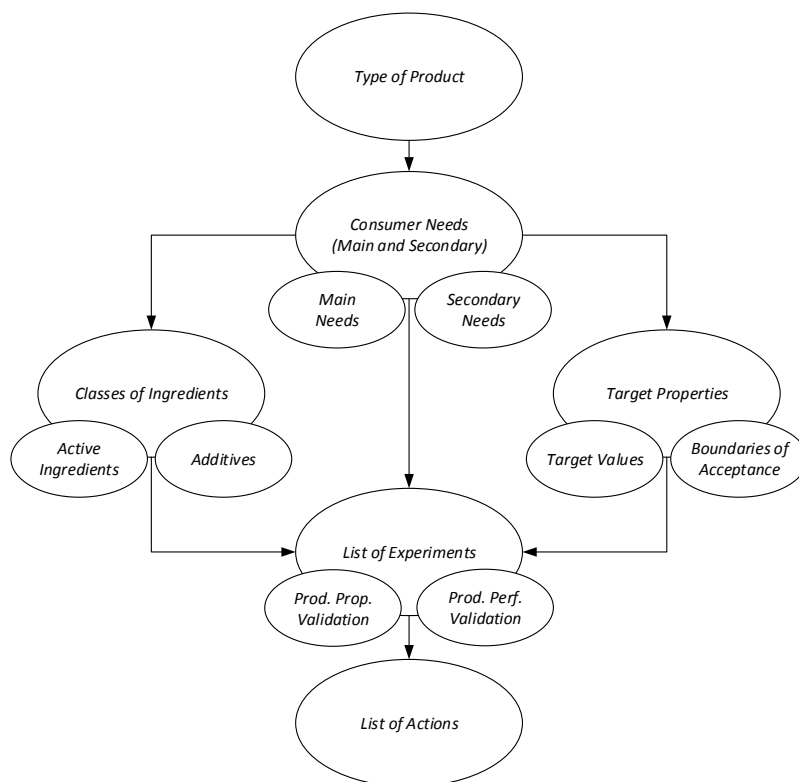 Type of Product
Consumer Needs
(Main and Secondary)
Main
Needs
Secondary
Needs
Classes of Ingredients
Active
Ingredients
Additives
Target Properties
Target Values
Boundaries of
Acceptance
List of Experiments
Prod. Prop.
Validation
Prod. Perf.
Validation
List of Actions